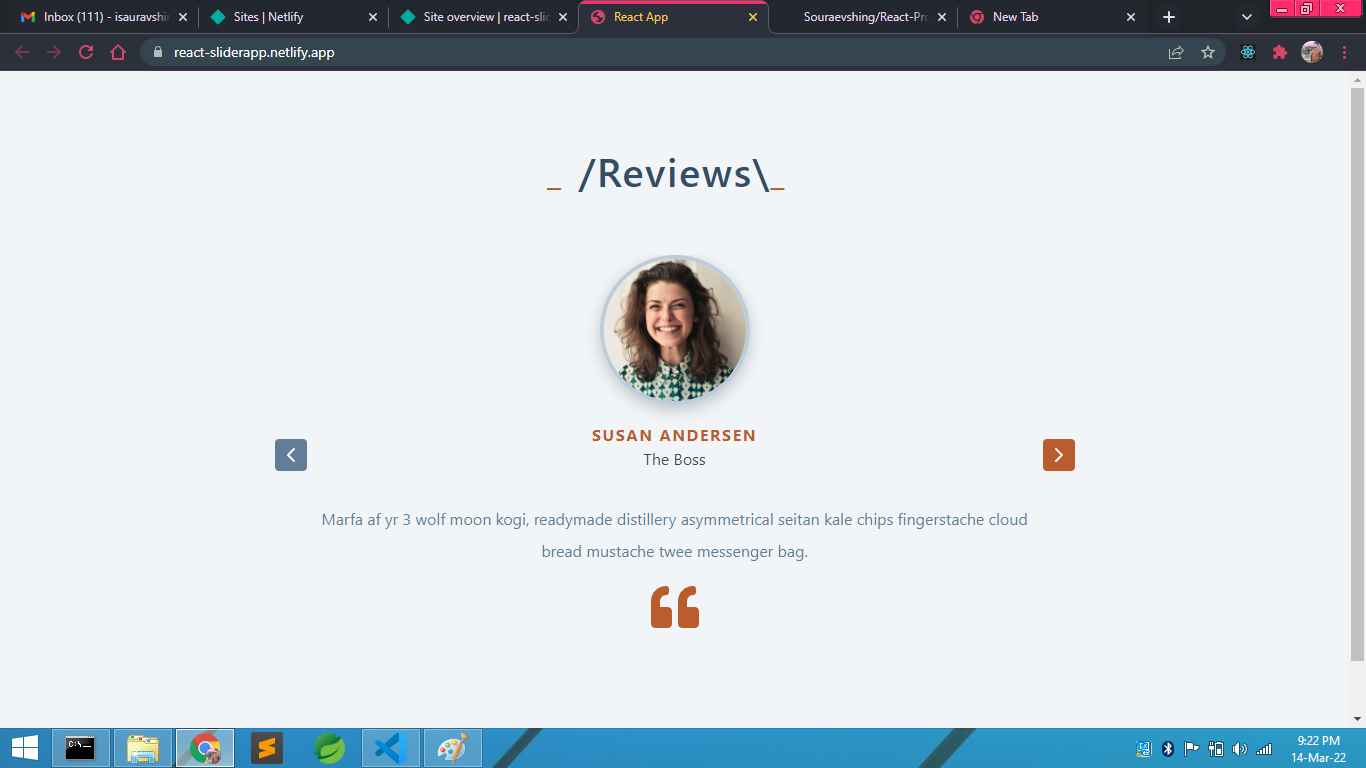 Inbox (111) - isauravshin
Sites | Netlify
Site overview | react-slid
React App
Souraevshing/React-Pro
New Tab
react-sliderapp.netlify.app
_ /Reviews\_
SUSAN ANDERSEN
The Boss
Marfa af yr 3 wolf moon kogi, readymade distillery asymmetrical seitan kale chips fingerstache cloud
bread mustache twee messenger bag.
9:22 PM
14-Mar-22